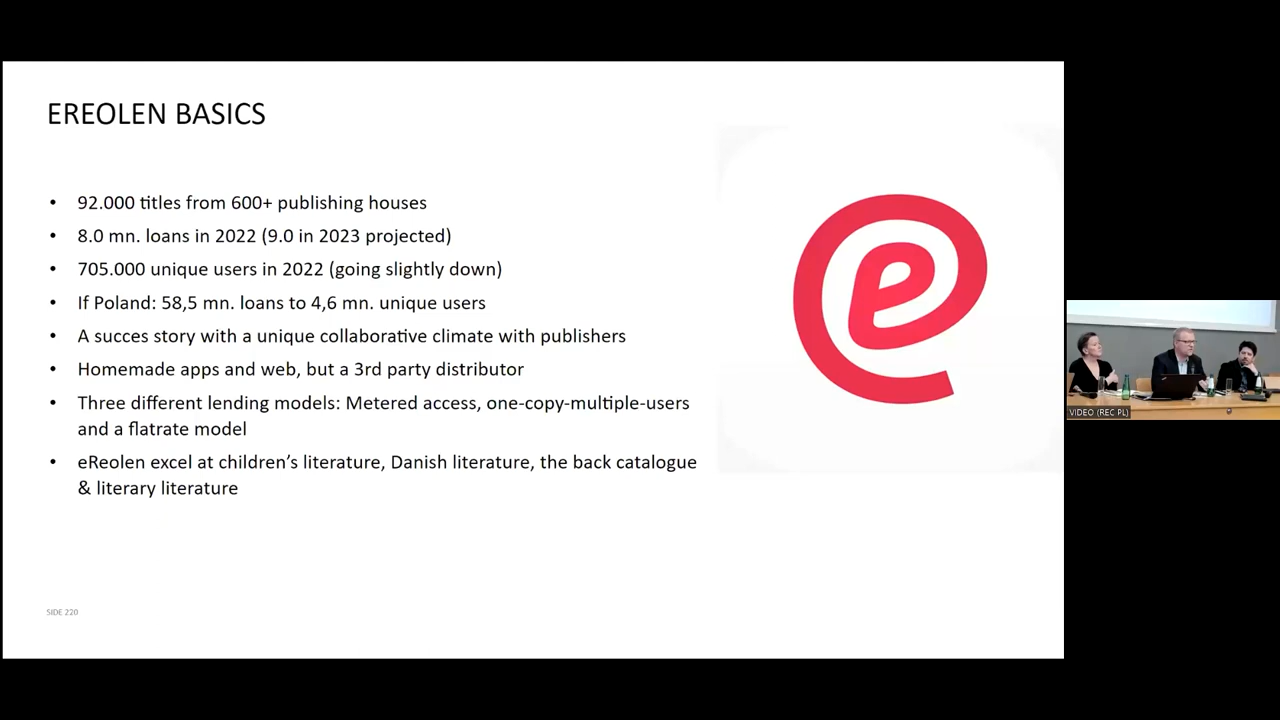 EREOLEN BASICS
• 92.000 titles from 600+ publishing houses
• 8.0 mn. loans in 2022 (9.0 in 2023 projected)
• 705.000 unique users in 2022 (going slightly down)
• If Poland: 58,5 mn. loans to 4,6 mn. unique users
• A succes story with a unique collaborative climate with publishers
• Homemade apps and web, but a 3rd party distributor
• Three different lending models: Metered access, one-copy-multiple-users
and a flatrate model
• eReolen excel at children's literature, Danish literature, the back catalogue
& literary literature
e
SIDE 220
VIDEO (REC PL)